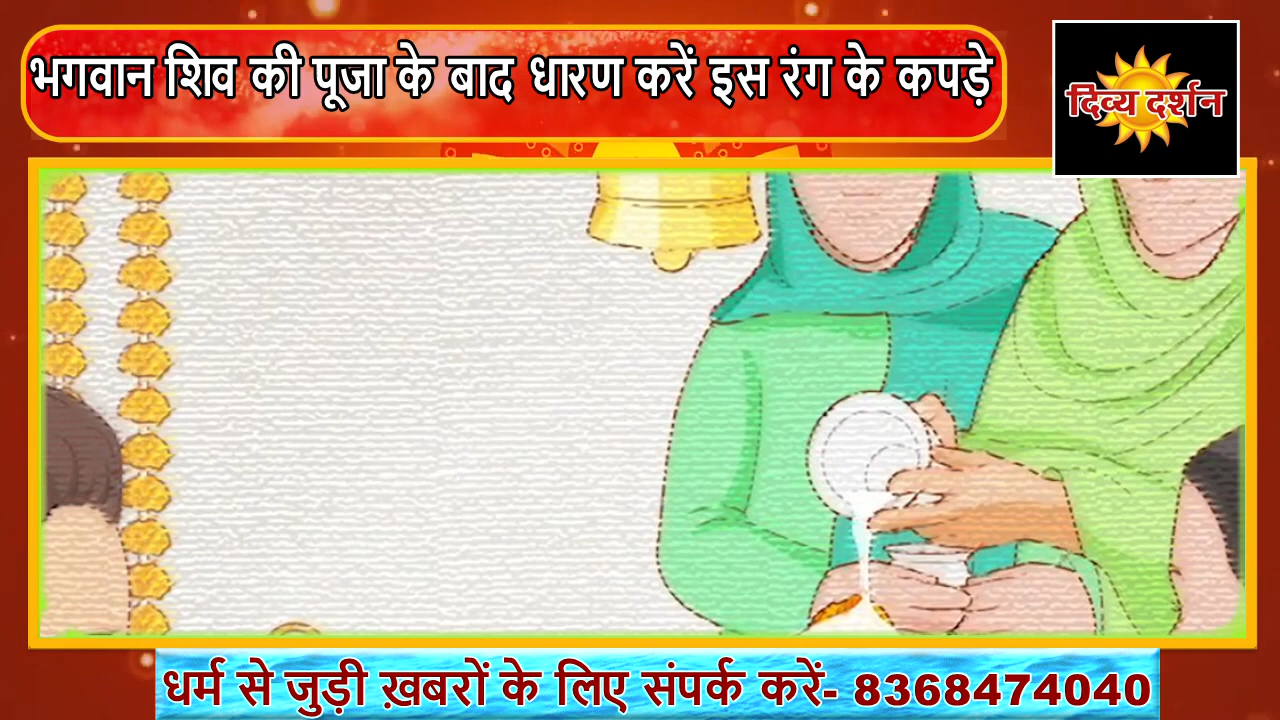 भगवान शिव की पूजा के बाद धारण करें इस रंग के कपड़े
दिव्य दर्शन
धर्म से जुड़ी ख़बरों के लिए संपर्क करें- 8368474040